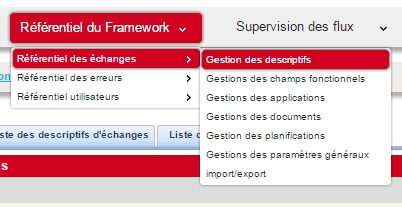 Référentiel du Framework
Supervision des flux
Référentiel des échanges
Référentiel des erreurs
Référentiel utilisateurs
Gestion des descriptifs
Gestions des champs fonctionnels
Gestions des applications
Gestions des documents
Gestion des planifications
Gestions des paramètres généraux
import/export
ste des descriptifs d'échanges
Liste